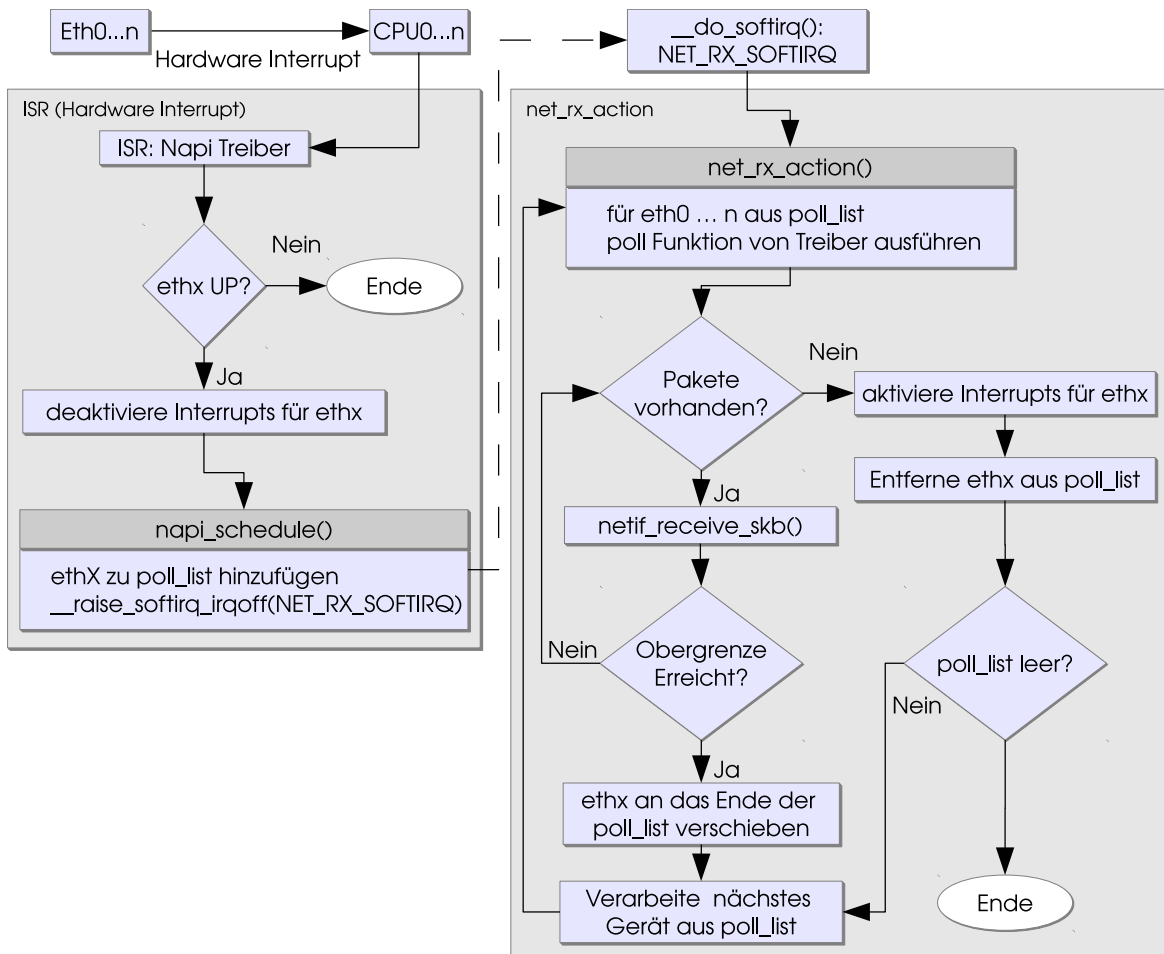 Eth0...n
CPU0...n
Hardware Interrupt
__do_softirq():
NET_RX_SOFTIRQ
ISR (Hardware Interrupt)
ISR: Napi Treiber
ethx UP?
Nein
Ende
Ja
deaktiviere Interrupts für ethx
napi_schedule()
ethX zu poll_list hinzufügen
__raise_softirq_irqoff(NET_RX_SOFTIRQ)
net_rx_action
net_rx_action()
für eth0 ... n aus poll_list
poll Funktion von Treiber ausführen
Pakete
vorhanden?
Nein
aktiviere Interrupts für ethx
Entferne ethx aus poll_list
Ja
netif_receive_skb()
Obergrenze
Erreicht?
Nein
poll_list leer?
Nein
Ja
ethx an das Ende der
poll_list verschieben
Verarbeite nächstes
Gerät aus poll_list
Ende